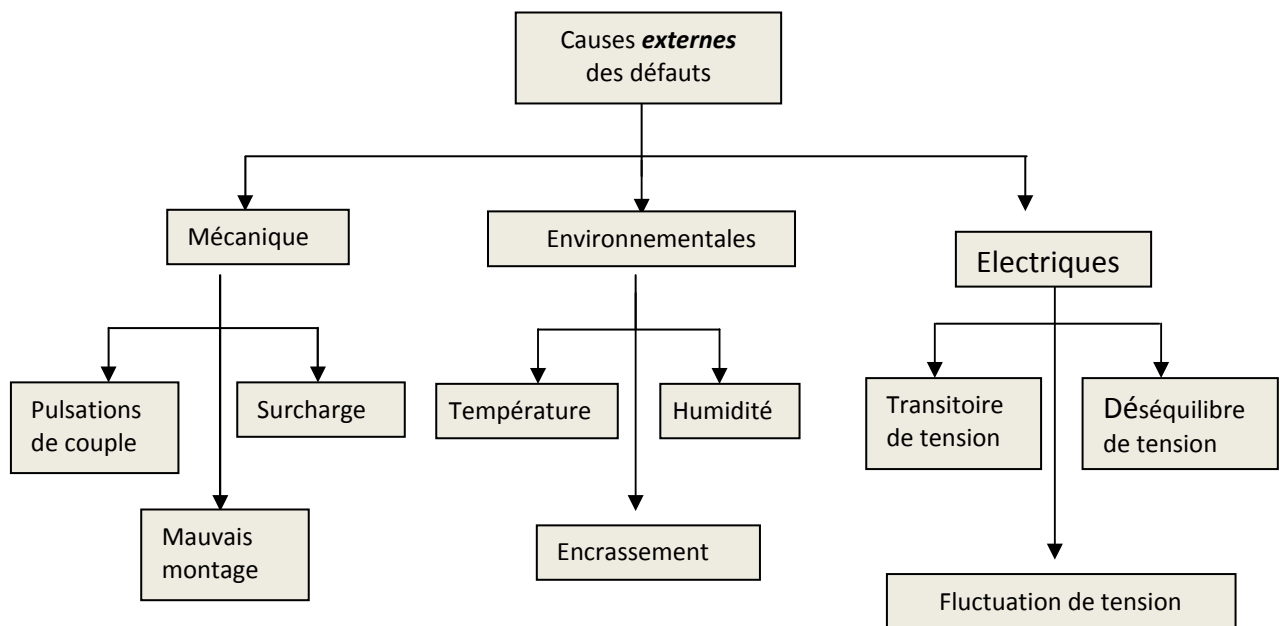 Causes externes
des défauts
Mécanique
Environnementales
Electriques
Pulsations
de couple
Surcharge
Température
Humidité
Transitoire
de tension
Déséquilibre
de tension
Mauvais
montage
Encrassement
Fluctuation de tension